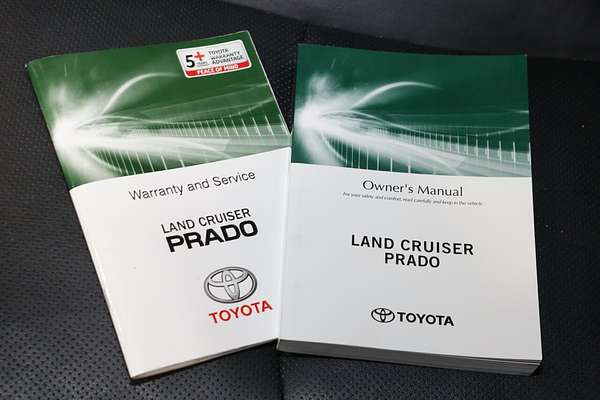 5+ YEARS
TOYOTA
WARRANTY
ADVANTAGE
PEACE OF MIND
Warranty and Service
LAND CRUISER
PRADO
TOYOTA
Owner's Manual
For your safety and comfort, read carefully and keep in the vehicle.
LAND CRUISER
PRADO
TOYOTA